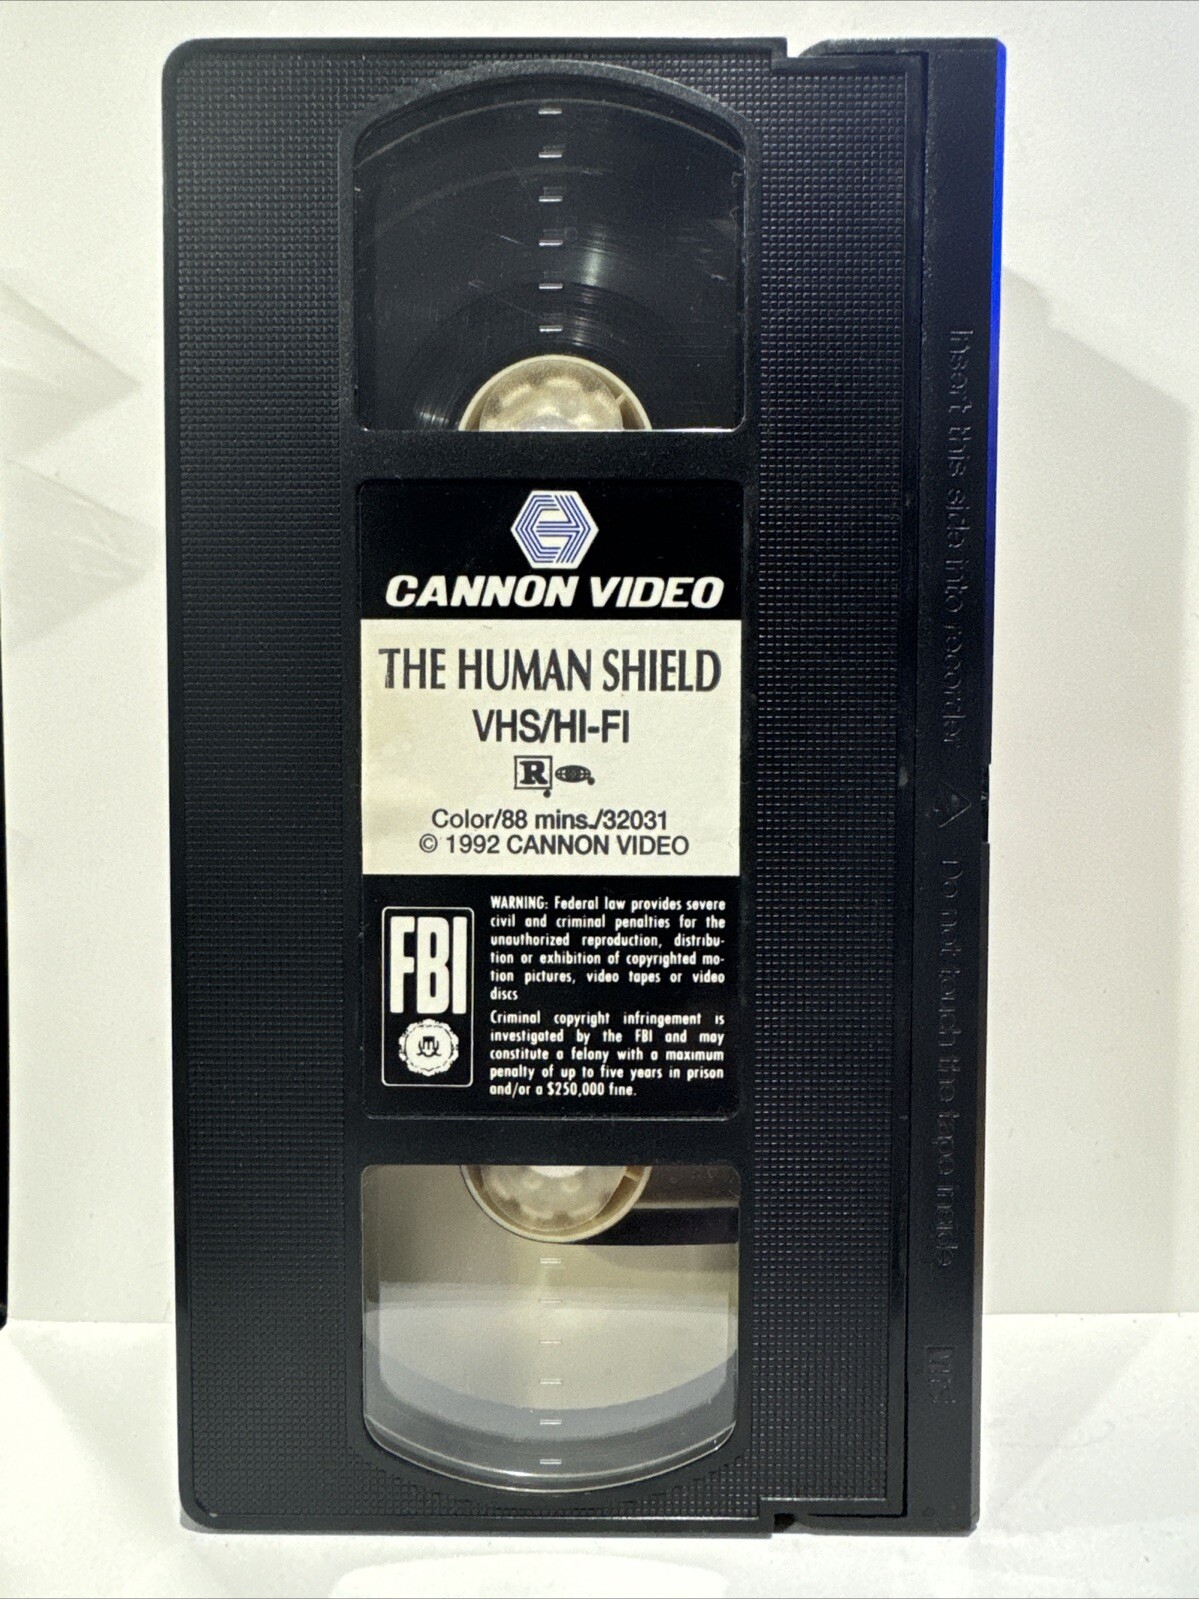 CANNON VIDEO
THE HUMAN SHIELD
VHS/HI-FI
R
Color/88 mins./32031
© 1992 CANNON VIDEO
FBI
WARNING: Federal law provides severe
civil and criminal penalties for the
unauthorized reproduction, distribu-
tion or exhibition of copyrighted mo-
tion pictures, video tapes or video
discs
Criminal copyright infringement is
investigated by the FBI and may
constitute a felony with a maximum
penalty of up to five years in prison
and/or a $250,000 fine.
Insert this side into recorder
Do not touch the tape inside
VHS